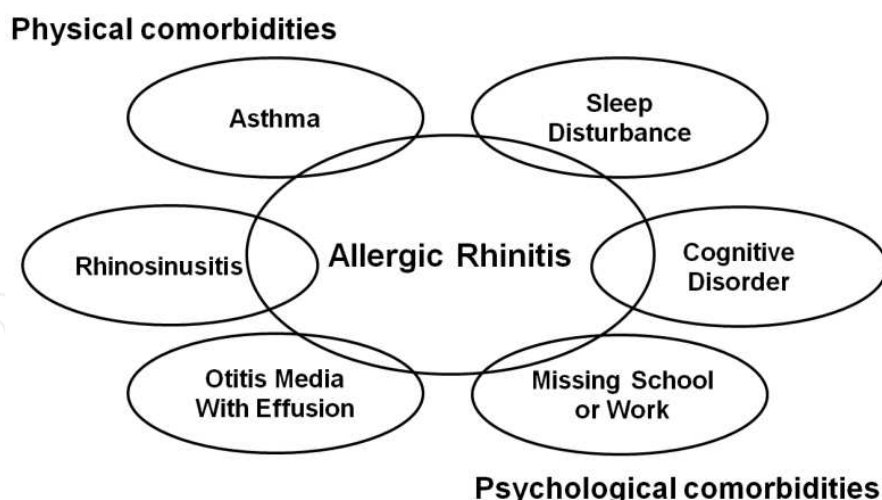 Physical comorbidities
Asthma
Sleep
Disturbance
Rhinosinusitis
Allergic Rhinitis
Cognitive
Disorder
Otitis Media
With Effusion
Missing School
or Work
Psychological comorbidities